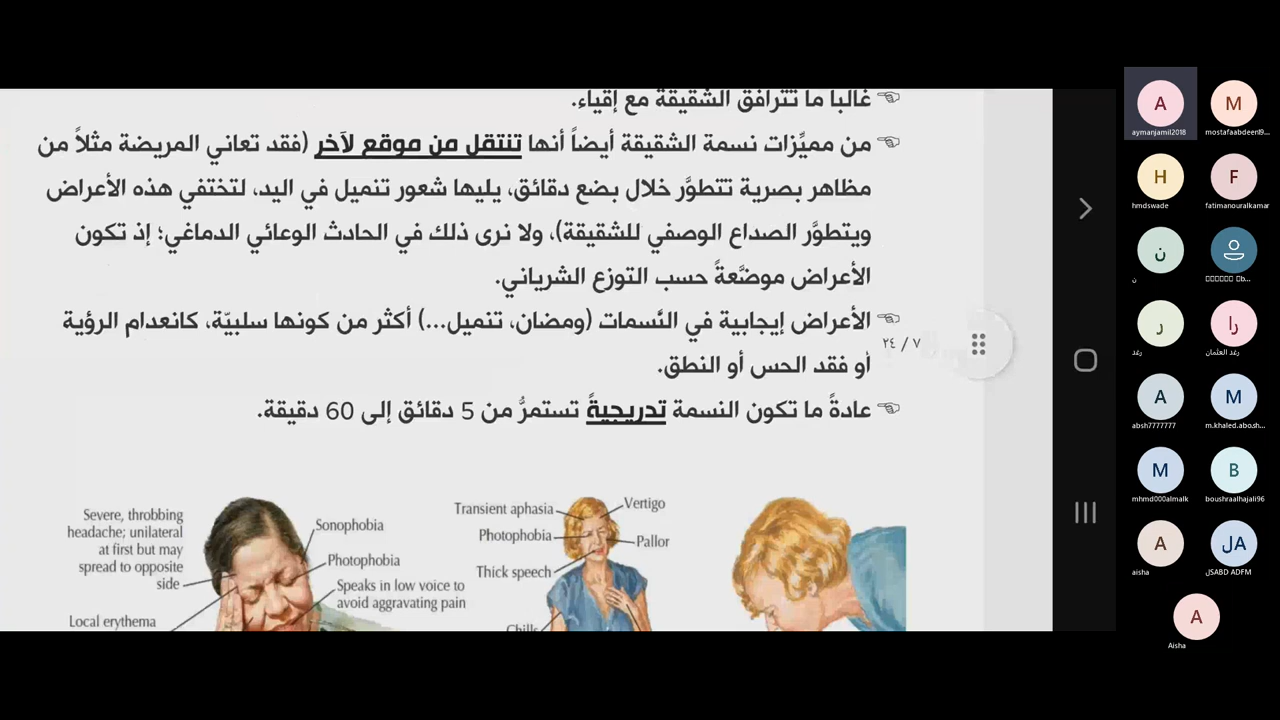 غالباً ما تترافق الشقيقة مع إقياء.
من مميِّزات نسمة الشقيقة أيضاً أنها تنتقل من موقع لآخر (فقد تعاني المريضة مثلاً من
مظاهر بصرية تتطوَّر خلال بضع دقائق، يليها شعور تنميل في اليد، لتختفي هذه الأعراض
ويتطوَّر الصداع الوصفي للشقيقة)، ولا نرى ذلك في الحادث الوعائي الدماغي؛ إذ تكون
الأعراض موضَّعةً حسب التوزع الشرياني.
الأعراض إيجابية في النَّسمات (ومضان، تنميل...) أكثر من كونها سلبيّة، كانعدام الرؤية
أو فقد الحس أو النطق.
٧ / ٢٤
عادةً ما تكون النسمة تدريجيةً تستمرُّ من 5 دقائق إلى 60 دقيقة.
Severe, throbbing
headache; unilateral
at first but may
spread to opposite
side
Local erythema
Sonophobia
Photophobia
Speaks in low voice to
avoid aggravating pain
Transient aphasia
Photophobia
Thick speech
Chills
Vertigo
Pallor
A
aymanjamil2018
M
mostafaabdeenl9...
H
hmdswade
F
fatimanouralkamar
ن
ن
ر
رغد
را
رغد العلمان
A
absh7777777
M
m.khaled.abo.sh...
M
mhmd000almalk
B
boushraalhajali96
A
aisha
JA
JSABD ADFM
A
Aisha